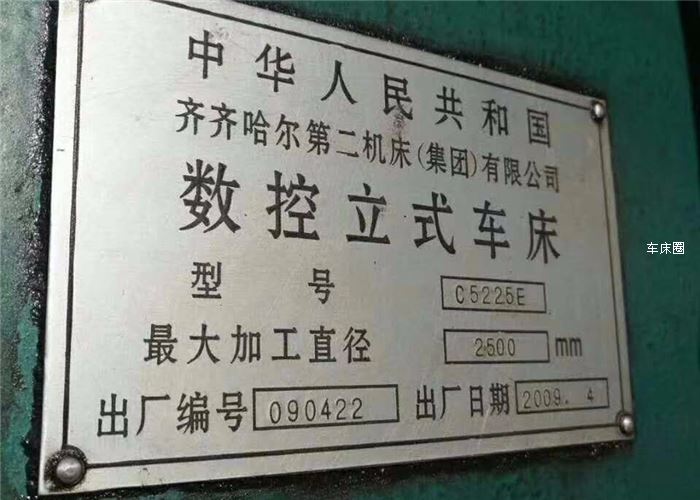 中华人民共和国
齐齐哈尔第二机床(集团)有限公司
数控立式车床
型 号 C5225E
最大加工直径 2500 mm
出厂编号 090422 出厂日期 2009. 4
车床圈